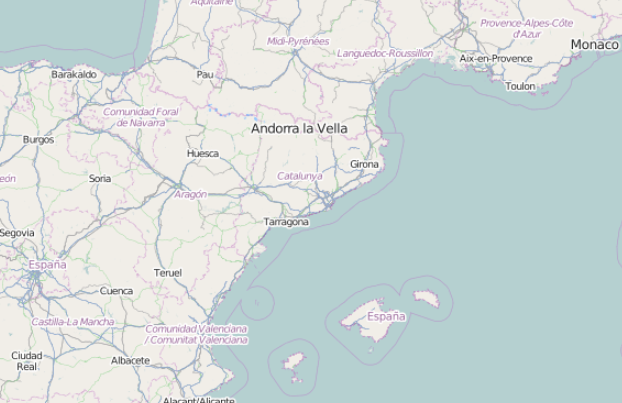 Aquitaine
Provence-Alpes-Côte
d'Azur
Midi-Pyrénées
Monaco
Languedoc-Roussillon
Aix-en-Provence
Barakaldo
Pau
Toulon
Comunidad Foral
de Navarra
Andorra la Vella
Burgos
Huesca
Girona
Catalunya
eón
Soria
Aragón
Tarragona
Segovia
España
Teruel
Cuenca
España
Castilla-La Mancha
Comunidad Valenciana
/ Comunitat Valenciana
Ciudad
Real
Albacete
Alacant/Alicante